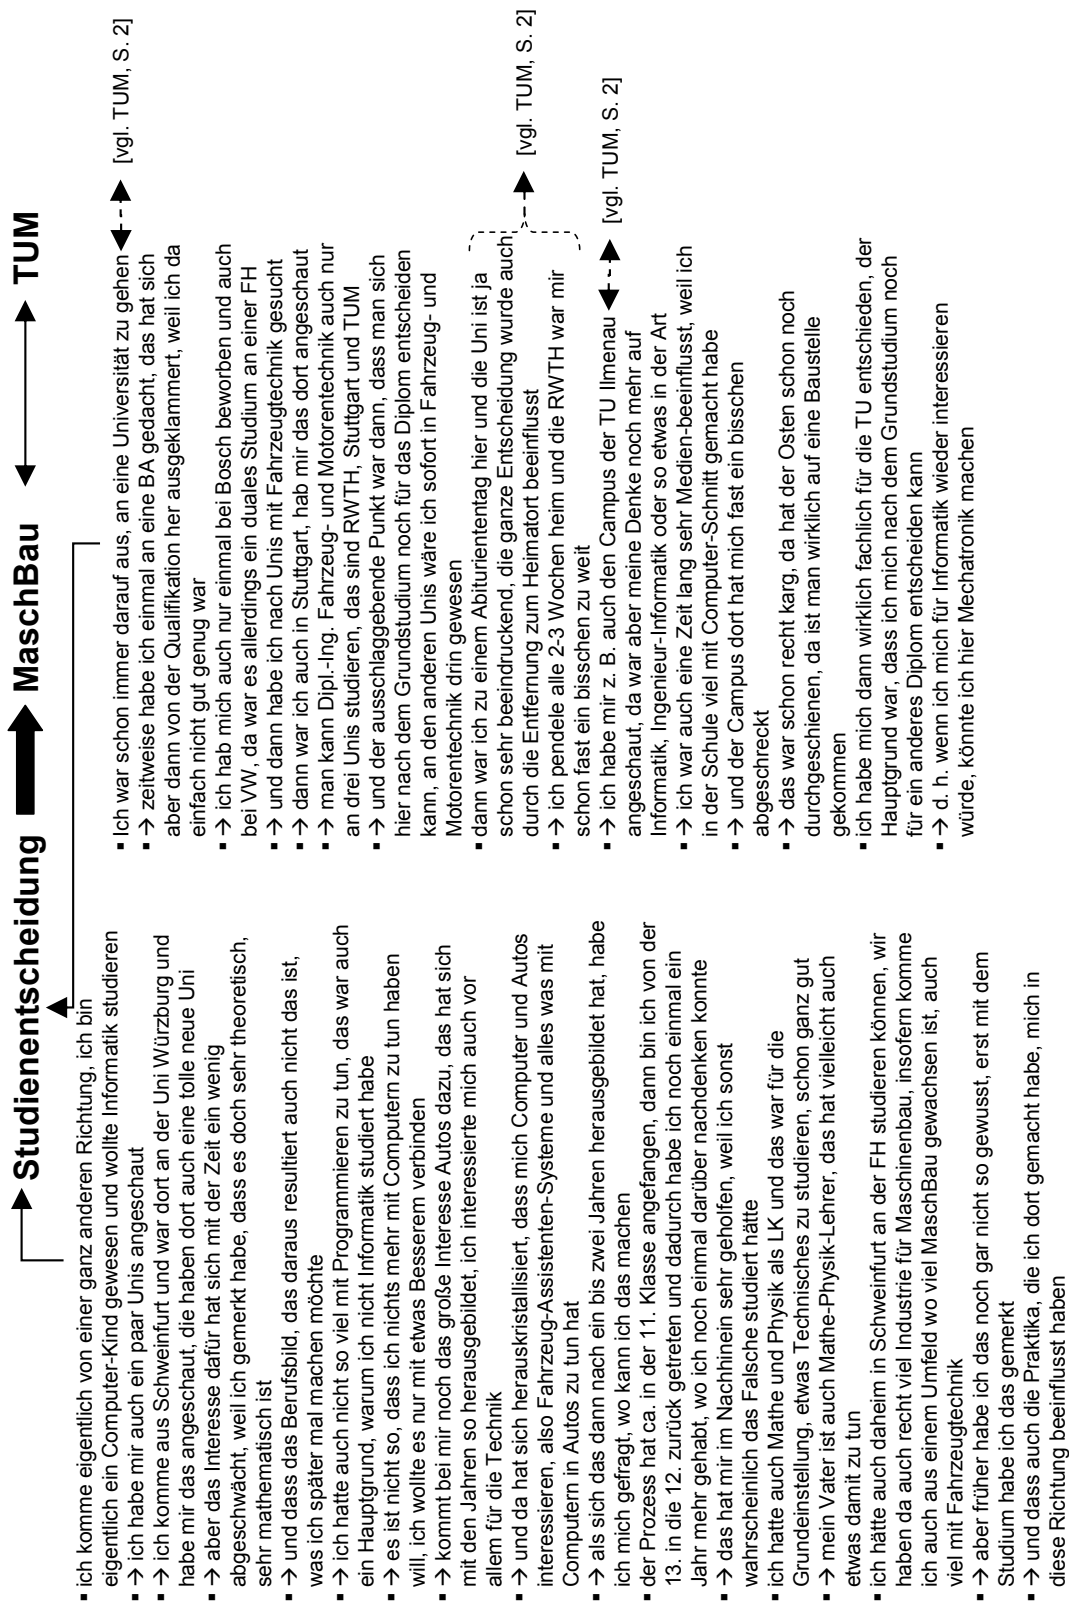 Studienentscheidung MaschBau TUM
▪ ich komme eigentlich von einer ganz anderen Richtung, ich bin
eigentlich ein Computer-Kind gewesen und wollte Informatik studieren
▪ → ich habe mir auch ein paar Unis angeschaut
▪ → ich komme aus Schweinfurt und war dort an der Uni Würzburg und
habe mir das angeschaut, die haben dort auch eine tolle neue Uni
▪ → aber das Interesse dafür hat sich mit der Zeit ein wenig
abgeschwächt, weil ich gemerkt habe, dass es doch sehr theoretisch,
sehr mathematisch ist
▪ → und dass das Berufsbild, das daraus resultiert auch nicht das ist,
was ich später mal machen möchte
▪ → ich hatte auch nicht so viel mit Programmieren zu tun, das war auch
ein Hauptgrund, warum ich nicht Informatik studiert habe
▪ → es ist nicht so, dass ich nichts mehr mit Computern zu tun haben
will, ich wollte es nur mit etwas Besserem verbinden
▪ → kommt bei mir noch das große Interesse Autos dazu, das hat sich
mit den Jahren so herausgebildet, ich interessierte mich auch vor
allem für die Technik
▪ → und da hat sich herauskristallisiert, dass mich Computer und Autos
interessieren, also Fahrzeug-Assistenten-Systeme und alles was mit
Computern in Autos zu tun hat
▪ → als sich das dann nach ein bis zwei Jahren herausgebildet hat, habe
ich mich gefragt, wo kann ich das machen
▪ der Prozess hat ca. in der 11. Klasse angefangen, dann bin ich von der
13. in die 12. zurück getreten und dadurch habe ich noch einmal ein
Jahr mehr gehabt, wo ich noch einmal darüber nachdenken konnte
▪ → das hat mir im Nachhinein sehr geholfen, weil ich sonst
wahrscheinlich das Falsche studiert hätte
▪ ich hatte auch Mathe und Physik als LK und das war für die
Grundeinstellung, etwas Technisches zu studieren, schon ganz gut
▪ → mein Vater ist auch Mathe-Physik-Lehrer, das hat vielleicht auch
etwas damit zu tun
▪ ich hätte auch daheim in Schweinfurt an der FH studieren können, wir
haben da auch recht viel Industrie für Maschinenbau, insofern komme
ich auch aus einem Umfeld wo viel MaschBau gewachsen ist, auch
viel mit Fahrzeugtechnik
▪ → aber früher habe ich das noch gar nicht so gewusst, erst mit dem
Studium habe ich das gemerkt
▪ → und dass auch die Praktika, die ich dort gemacht habe, mich in
diese Richtung beeinflusst haben
▪ Ich war schon immer darauf aus, an eine Universität zu gehen [vgl. TUM, S. 2]
▪ → zeitweise habe ich einmal an eine BA gedacht, das hat sich
aber dann von der Qualifikation her ausgeklammert, weil ich da
einfach nicht gut genug war
▪ → ich hab mich auch nur einmal bei Bosch beworben und auch
bei VW, da war es allerdings ein duales Studium an einer FH
▪ → und dann habe ich nach Unis mit Fahrzeugtechnik gesucht
▪ → dann war ich auch in Stuttgart, hab mir das dort angeschaut
▪ → man kann Dipl.-Ing. Fahrzeug- und Motorentechnik auch nur
an drei Unis studieren, das sind RWTH, Stuttgart und TUM
▪ → und der ausschlaggebende Punkt war dann, dass man sich
hier nach dem Grundstudium noch für das Diplom entscheiden
kann, an den anderen Unis wäre ich sofort in Fahrzeug- und
Motorentechnik drin gewesen
▪ dann war ich zu einem Abituriententag hier und die Uni ist ja
schon sehr beeindruckend, die ganze Entscheidung wurde auch
durch die Entfernung zum Heimatort beeinflusst [vgl. TUM, S. 2]
▪ → ich pendele alle 2-3 Wochen heim und die RWTH war mir
schon fast ein bisschen zu weit
▪ → ich habe mir z. B. auch den Campus der TU Ilmenau [vgl. TUM, S. 2]
angeschaut, da war aber meine Denke noch mehr auf
Informatik, Ingenieur-Informatik oder so etwas in der Art
▪ → ich war auch eine Zeit lang sehr Medien-beeinflusst, weil ich
in der Schule viel mit Computer-Schnitt gemacht habe
▪ → und der Campus dort hat mich fast ein bisschen
abgeschreckt
▪ → das war schon recht karg, da hat der Osten schon noch
durchgeschienen, da ist man wirklich auf eine Baustelle
gekommen
▪ ich habe mich dann wirklich fachlich für die TU entschieden, der
Hauptgrund war, dass ich mich nach dem Grundstudium noch
für ein anderes Diplom entscheiden kann
▪ → d. h. wenn ich mich für Informatik wieder interessieren
würde, könnte ich hier Mechatronik machen